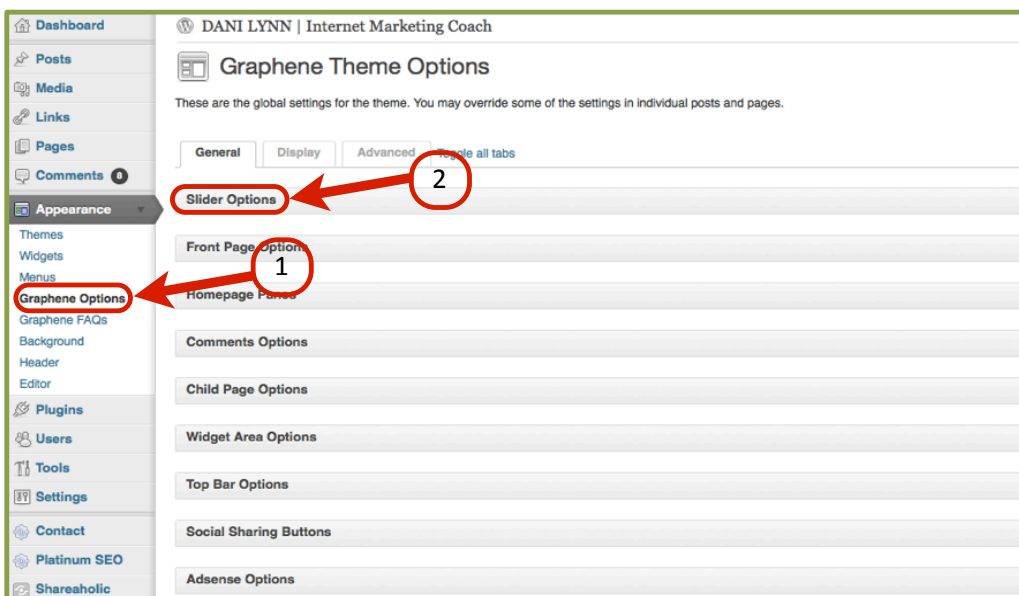 Dashboard
Posts
Media
Links
Pages
Comments 8
Appearance
Themes
Widgets
Menus
Graphene Options
Graphene FAQs
Background
Header
Editor
Plugins
Users
Tools
Settings
Contact
Platinum SEO
Shareaholic
DANI LYNN | Internet Marketing Coach
Graphene Theme Options
These are the global settings for the theme. You may override some of the settings in individual posts and pages.
General Display Advanced Toggle all tabs
2
Slider Options
Front Page Options
1
Homepage Panes
Comments Options
Child Page Options
Widget Area Options
Top Bar Options
Social Sharing Buttons
Adsense Options